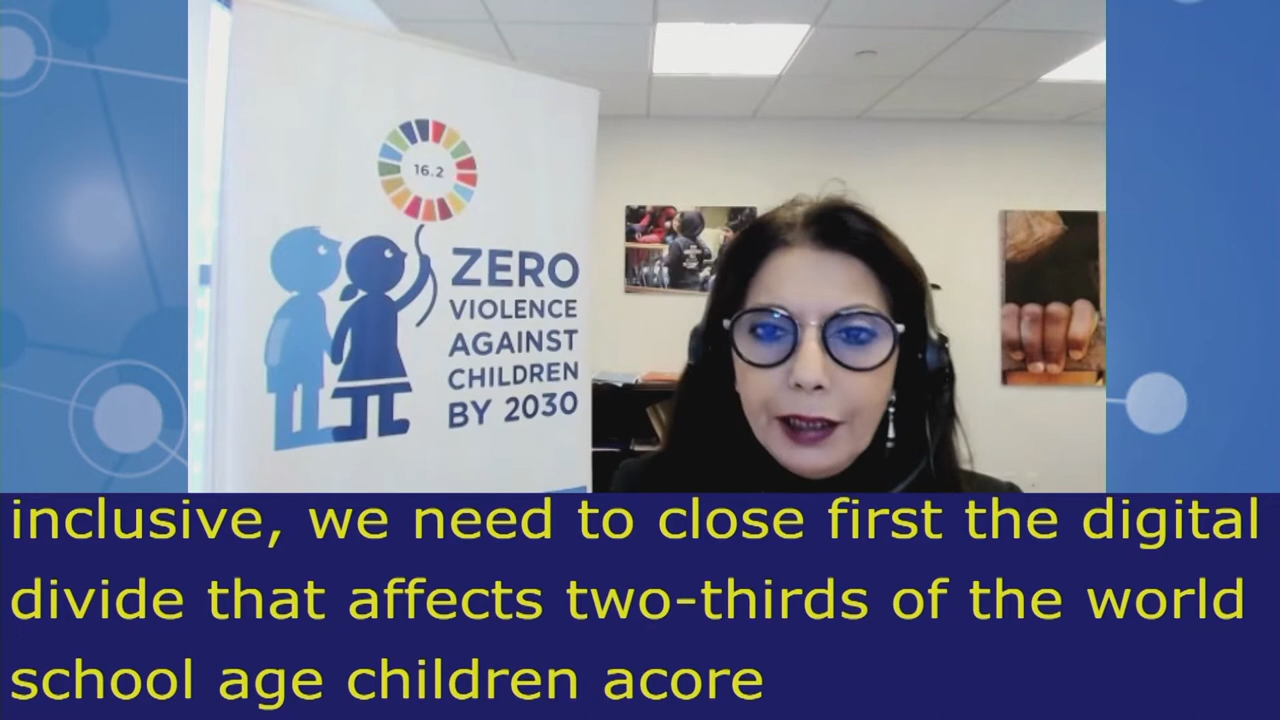 16.2
ZERO
VIOLENCE
AGAINST
CHILDREN
BY 2030
inclusive, we need to close first the digital
divide that affects two-thirds of the world
school age children acore